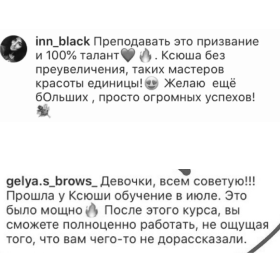 inn_black Преподавать это призвание
и 100% талант🖤🔥. Ксюша без
преувеличения, таких мастеров
красоты единицы!😍 Желаю ещё
бОльших , просто огромных успехов!
💘
gelya.s_brows_ Девочки, всем советую!!!
Прошла у Ксюши обучение в июле. Это
было мощно🔥 После этого курса, вы
сможете полноценно работать, не ощущая
того, что вам чего-то не дорассказали.